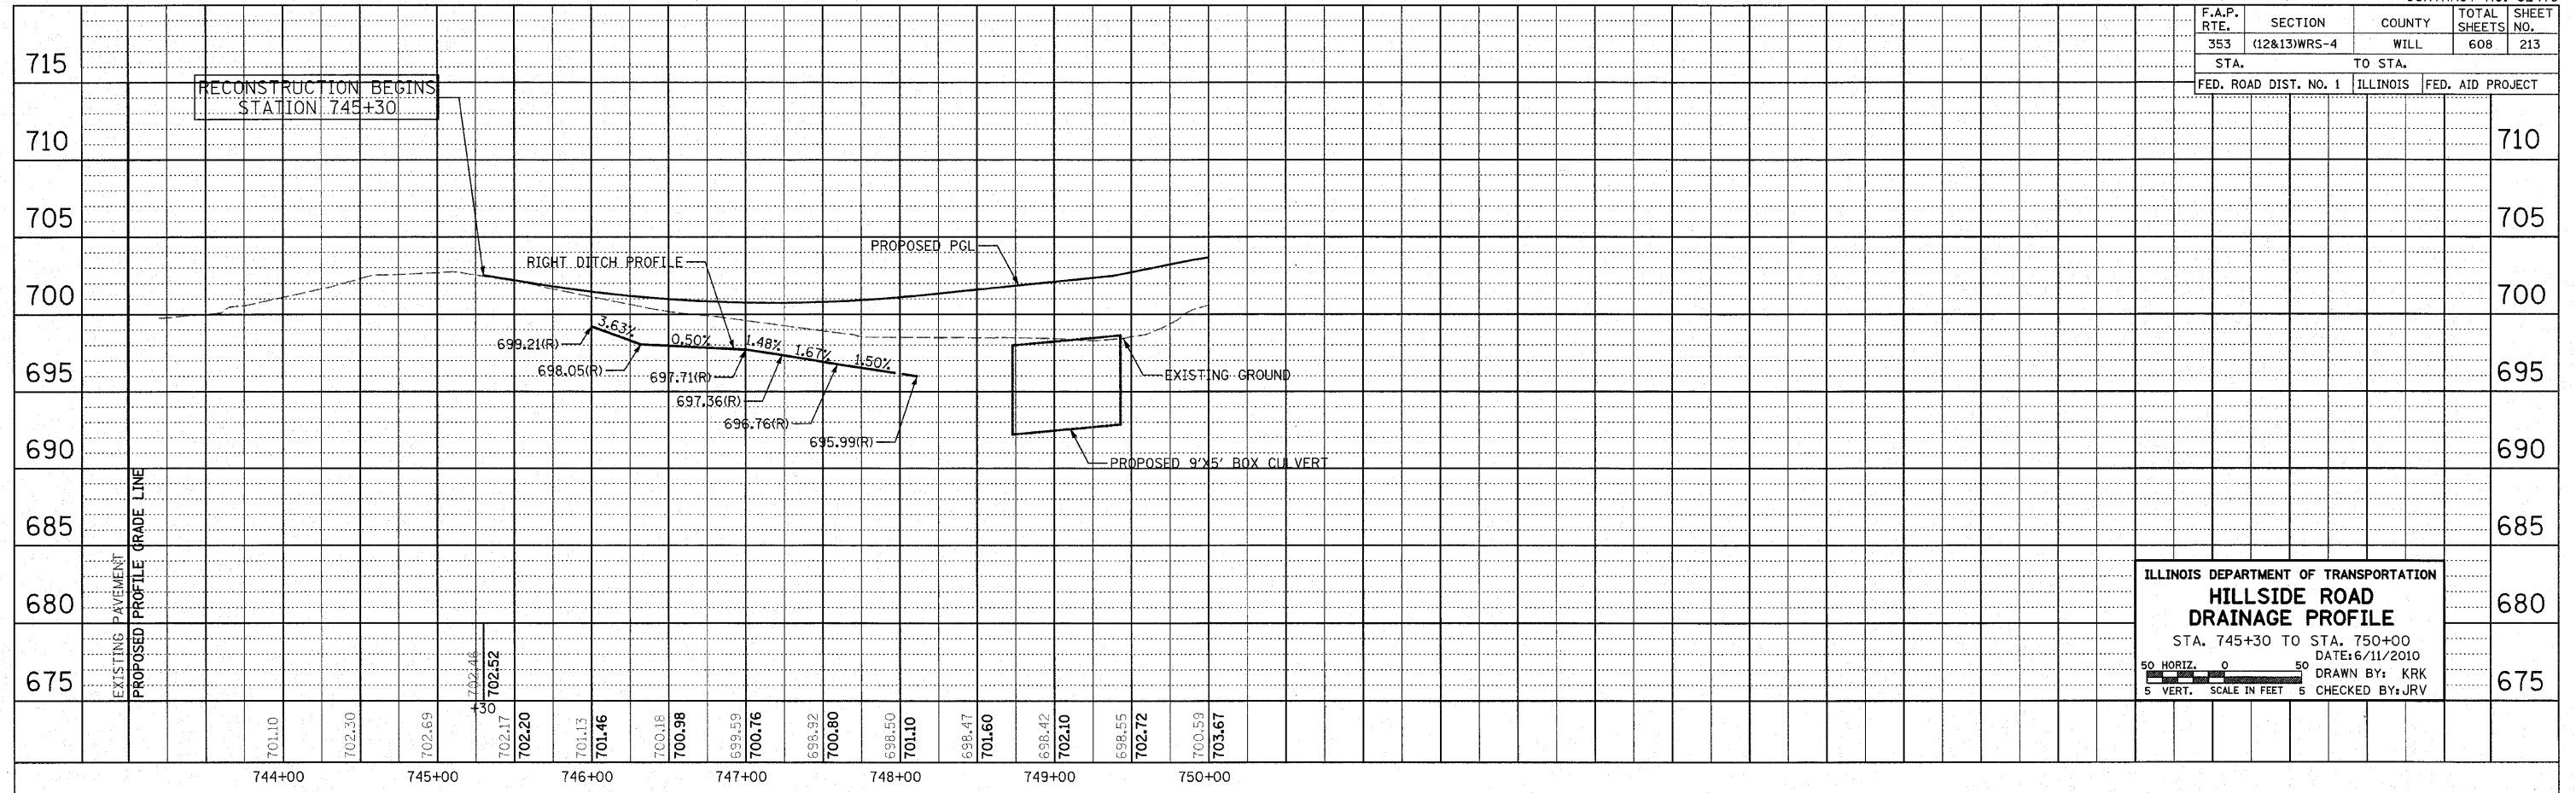 F.A.P. RTE. SECTION COUNTY TOTAL SHEETS SHEET NO.
353 (12&13)WRS-4 WILL 608 213
STA. TO STA.
FED. ROAD DIST. NO. 1 ILLINOIS FED. AID PROJECT
715
RECONSTRUCTION BEGINS
STATION 745+30
710 710
705 705
PROPOSED PGL
RIGHT DITCH PROFILE
700 700
3.63%
699.21(R)
0.50% 1.48% 1.67% 1.50%
698.05(R)
697.71(R)
697.36(R)
696.76(R)
695.99(R)
695 695
EXISTING GROUND
690 690
PROPOSED 9'X5' BOX CULVERT
685 685
680 680
675 675
EXISTING PAVEMENT
PROPOSED PROFILE GRADE LINE
702.46
702.52
+30
701.10
702.30
702.69
702.17
702.20
701.13
701.46
700.18
700.98
699.59
700.76
698.92
700.80
698.50
701.10
698.47
701.60
698.42
702.10
698.55
702.72
700.59
703.67
744+00 745+00 746+00 747+00 748+00 749+00 750+00
ILLINOIS DEPARTMENT OF TRANSPORTATION
HILLSIDE ROAD
DRAINAGE PROFILE
STA. 745+30 TO STA. 750+00
DATE:6/11/2010
50 HORIZ. 0 50
DRAWN BY: KRK
5 VERT. SCALE IN FEET 5
CHECKED BY:JRV